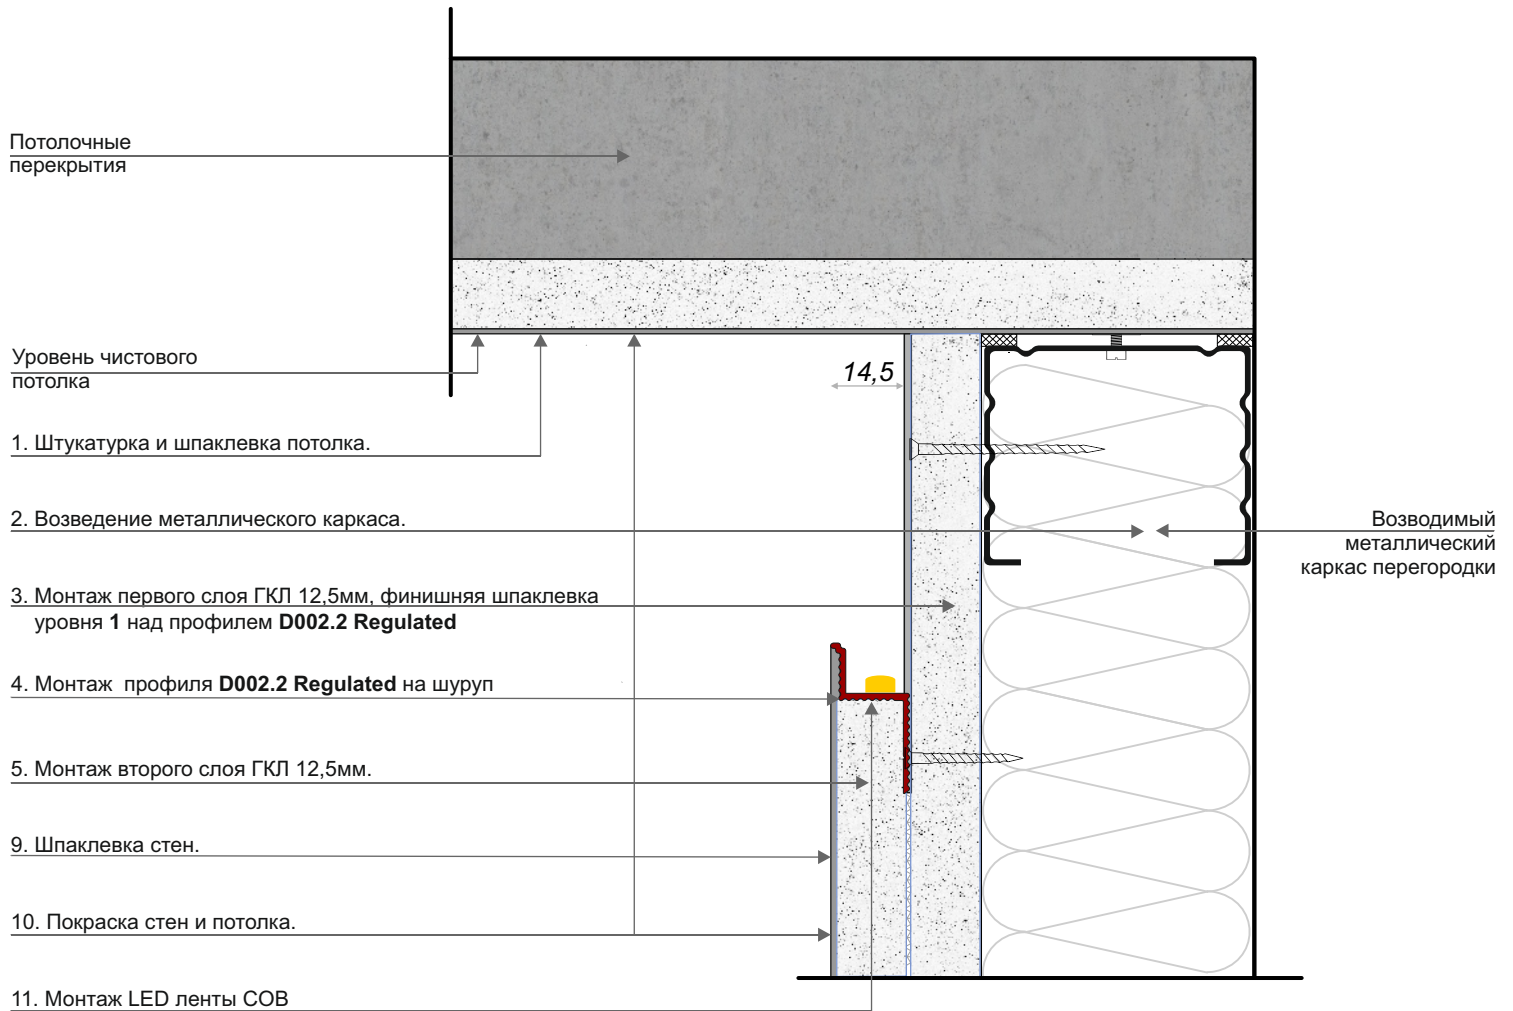 Потолочные
перекрытия
Уровень чистового
потолка
14,5
1. Штукатурка и шпаклевка потолка.
2. Возведение металлического каркаса.
Возводимый
металлический
каркас перегородки
3. Монтаж первого слоя ГКЛ 12,5мм, финишняя шпаклевка
уровня 1 над профилем D002.2 Regulated
4. Монтаж профиля D002.2 Regulated на шуруп
5. Монтаж второго слоя ГКЛ 12,5мм.
9. Шпаклевка стен.
10. Покраска стен и потолка.
11. Монтаж LED ленты COB